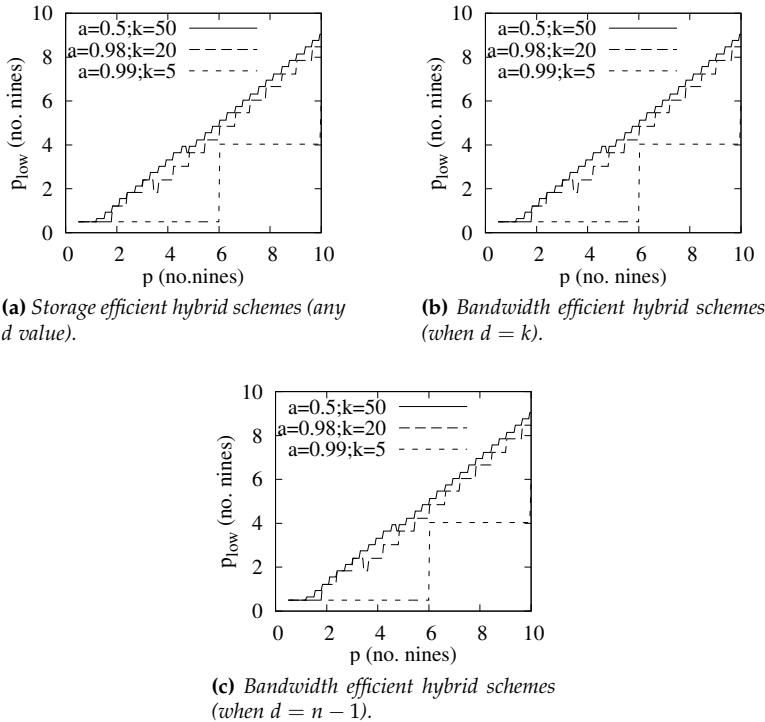 10
8
6
4
2
0
p_low (no. nines)
a=0.5;k=50
a=0.98;k=20
a=0.99;k=5
0 2 4 6 8 10
p (no.nines)
(a) Storage efficient hybrid schemes (any
d value).
10
8
6
4
2
0
p_low (no. nines)
a=0.5;k=50
a=0.98;k=20
a=0.99;k=5
0 2 4 6 8 10
p (no. nines)
(b) Bandwidth efficient hybrid schemes
(when d = k).
10
8
6
4
2
0
p_low (no. nines)
a=0.5;k=50
a=0.98;k=20
a=0.99;k=5
0 2 4 6 8 10
p (no. nines)
(c) Bandwidth efficient hybrid schemes
(when d = n − 1).